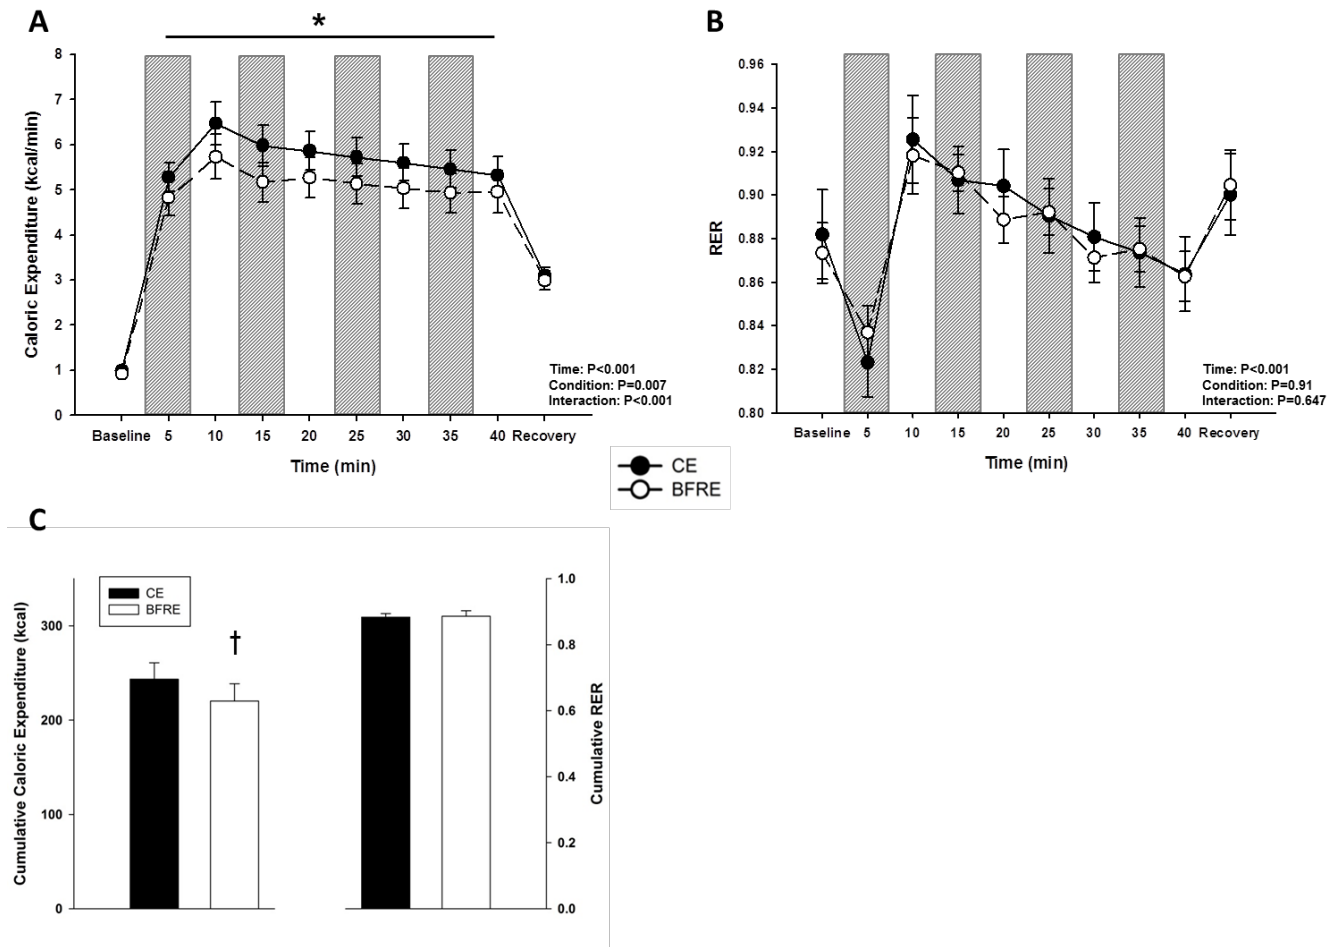 A
*
8
7
6
5
4
3
2
1
0
Caloric Expenditure (kcal/min)
Time: P<0.001
Condition: P=0.007
Interaction: P<0.001
Baseline 5 10 15 20 25 30 35 40 Recovery
Time (min)
B
0.96
0.94
0.92
0.90
0.88
0.86
0.84
0.82
0.80
RER
Time: P<0.001
Condition: P=0.91
Interaction: P=0.647
Baseline 5 10 15 20 25 30 35 40 Recovery
Time (min)
CE
BFRE
C
CE
BFRE
†
300
200
100
0
Cumulative Caloric Expenditure (kcal)
1.0
0.8
0.6
0.4
0.2
0.0
Cumulative RER